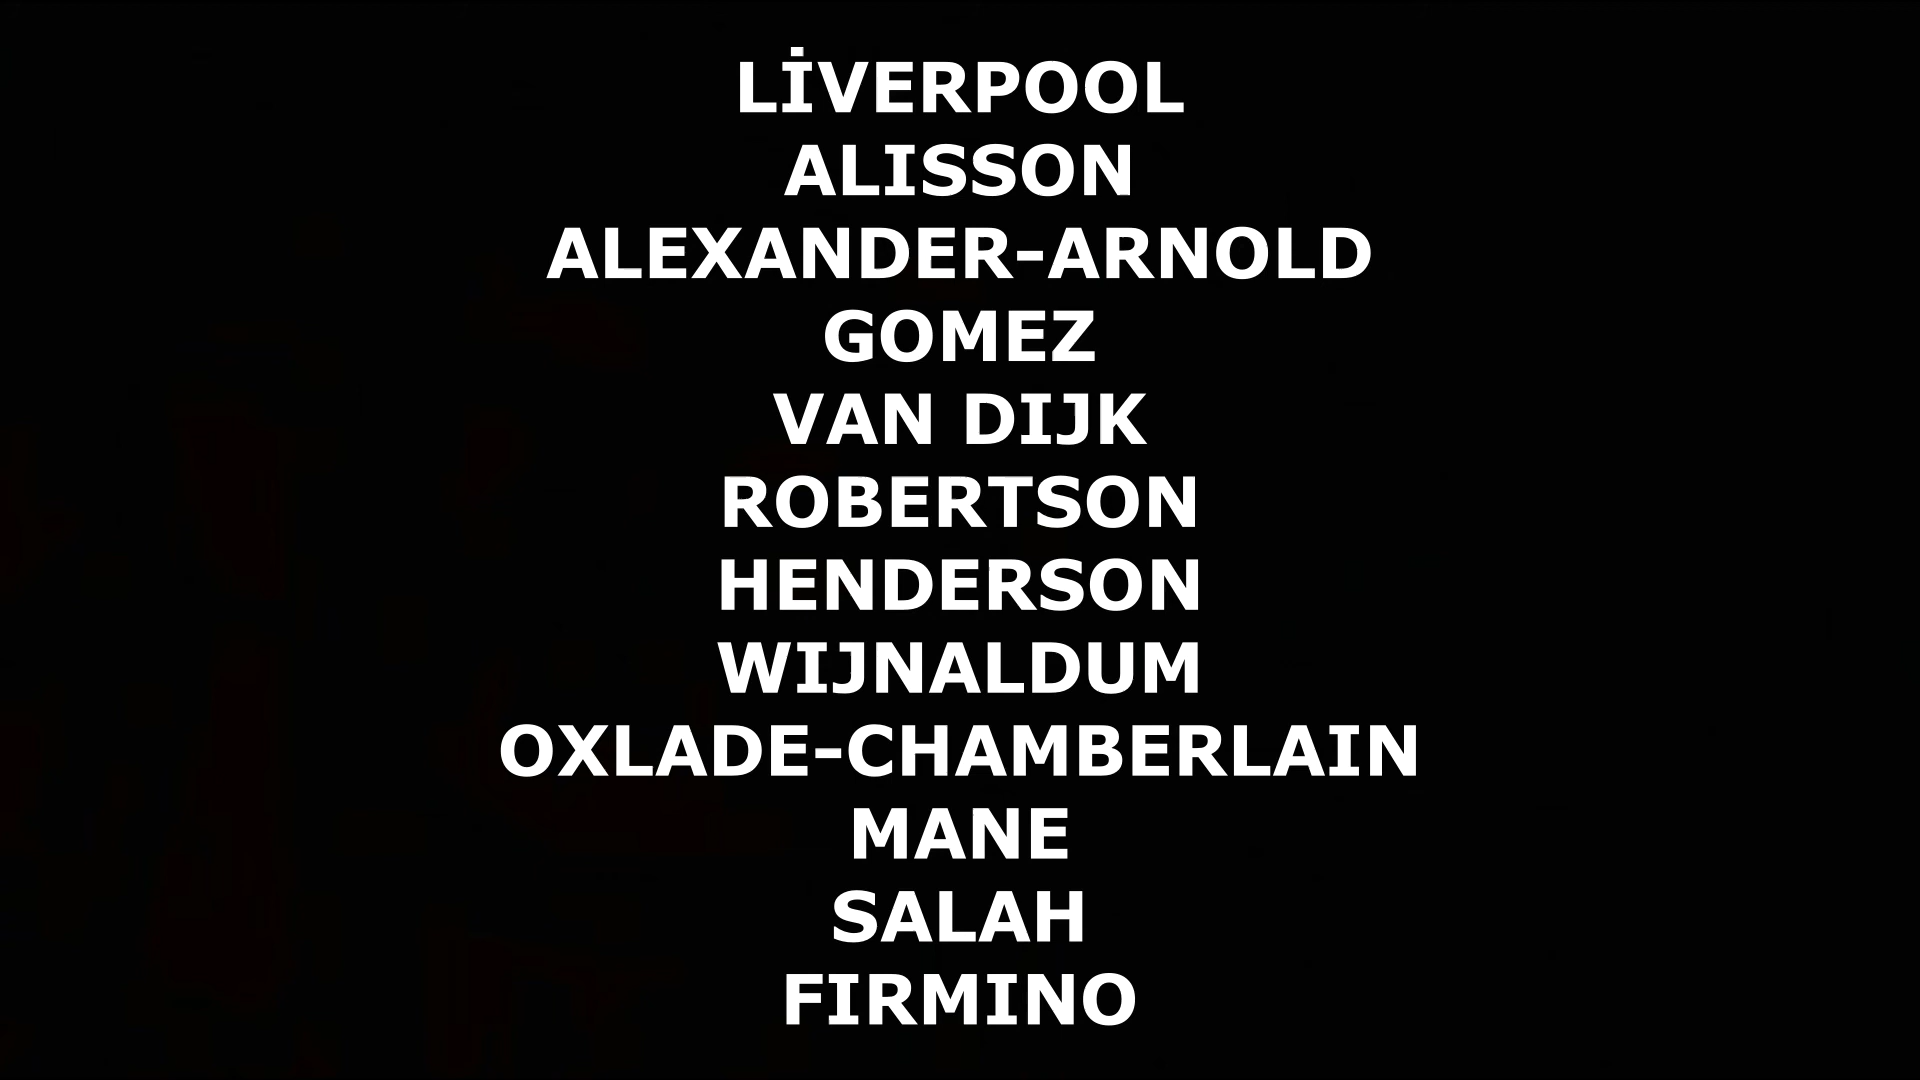 LİVERPOOL
ALISSON
ALEXANDER-ARNOLD
GOMEZ
VAN DIJK
ROBERTSON
HENDERSON
WIJNALDUM
OXLADE-CHAMBERLAIN
MANE
SALAH
FIRMINO